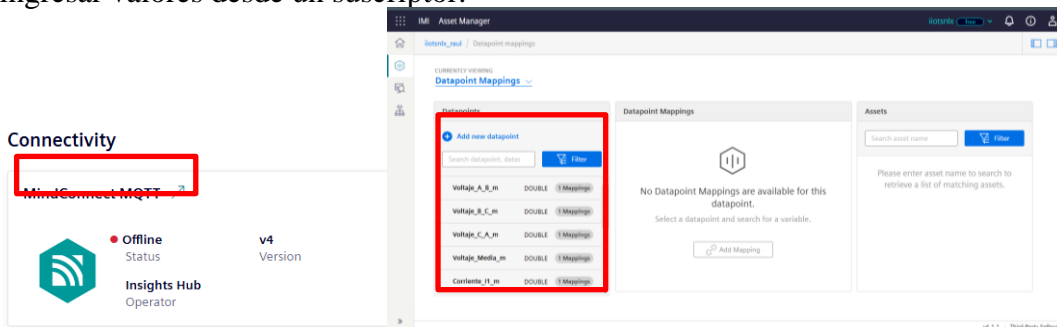 ingresar valores desde un suscriptor.
Connectivity
MindConnect MQTT
Offline
Status
v4
Version
Insights Hub
Operator
IMI Asset Manager
iiotsnlx free
iiotsnlx_raul / Datapoint mappings
CURRENTLY VIEWING
Datapoint Mappings
Datapoints
Add new datapoint
Search datapoint, datas
Filter
Voltaje_A_B_m DOUBLE 1 Mappings
Voltaje_B_C_m DOUBLE 1 Mappings
Voltaje_C_A_m DOUBLE 1 Mappings
Voltaje_Media_m DOUBLE 1 Mappings
Corriente_I1_m DOUBLE 1 Mappings
Datapoint Mappings
No Datapoint Mappings are available for this
datapoint.
Select a datapoint and search for a variable.
Add Mapping
Assets
Search asset name
Filter
Please enter asset name to search to
retrieve a list of matching assets.